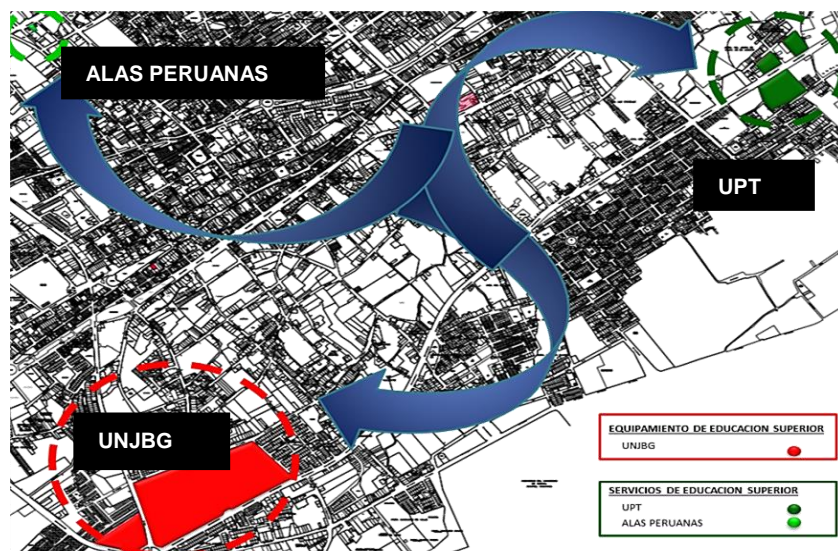 ALAS PERUANAS
UPT
UNJBG
EQUIPAMIENTO DE EDUCACION SUPERIOR
UNJBG
SERVICIOS DE EDUCACION SUPERIOR
UPT
ALAS PERUANAS